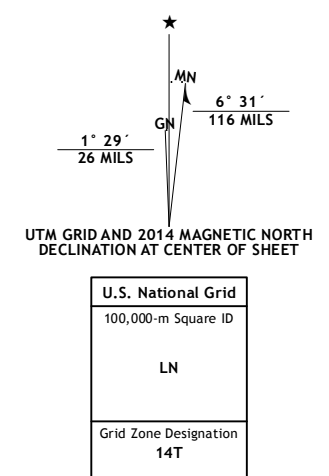 ★
MN
GN
6° 31´
116 MILS
1° 29´
26 MILS
UTM GRID AND 2014 MAGNETIC NORTH
DECLINATION AT CENTER OF SHEET
U.S. National Grid
100,000-m Square ID
LN
Grid Zone Designation
14T